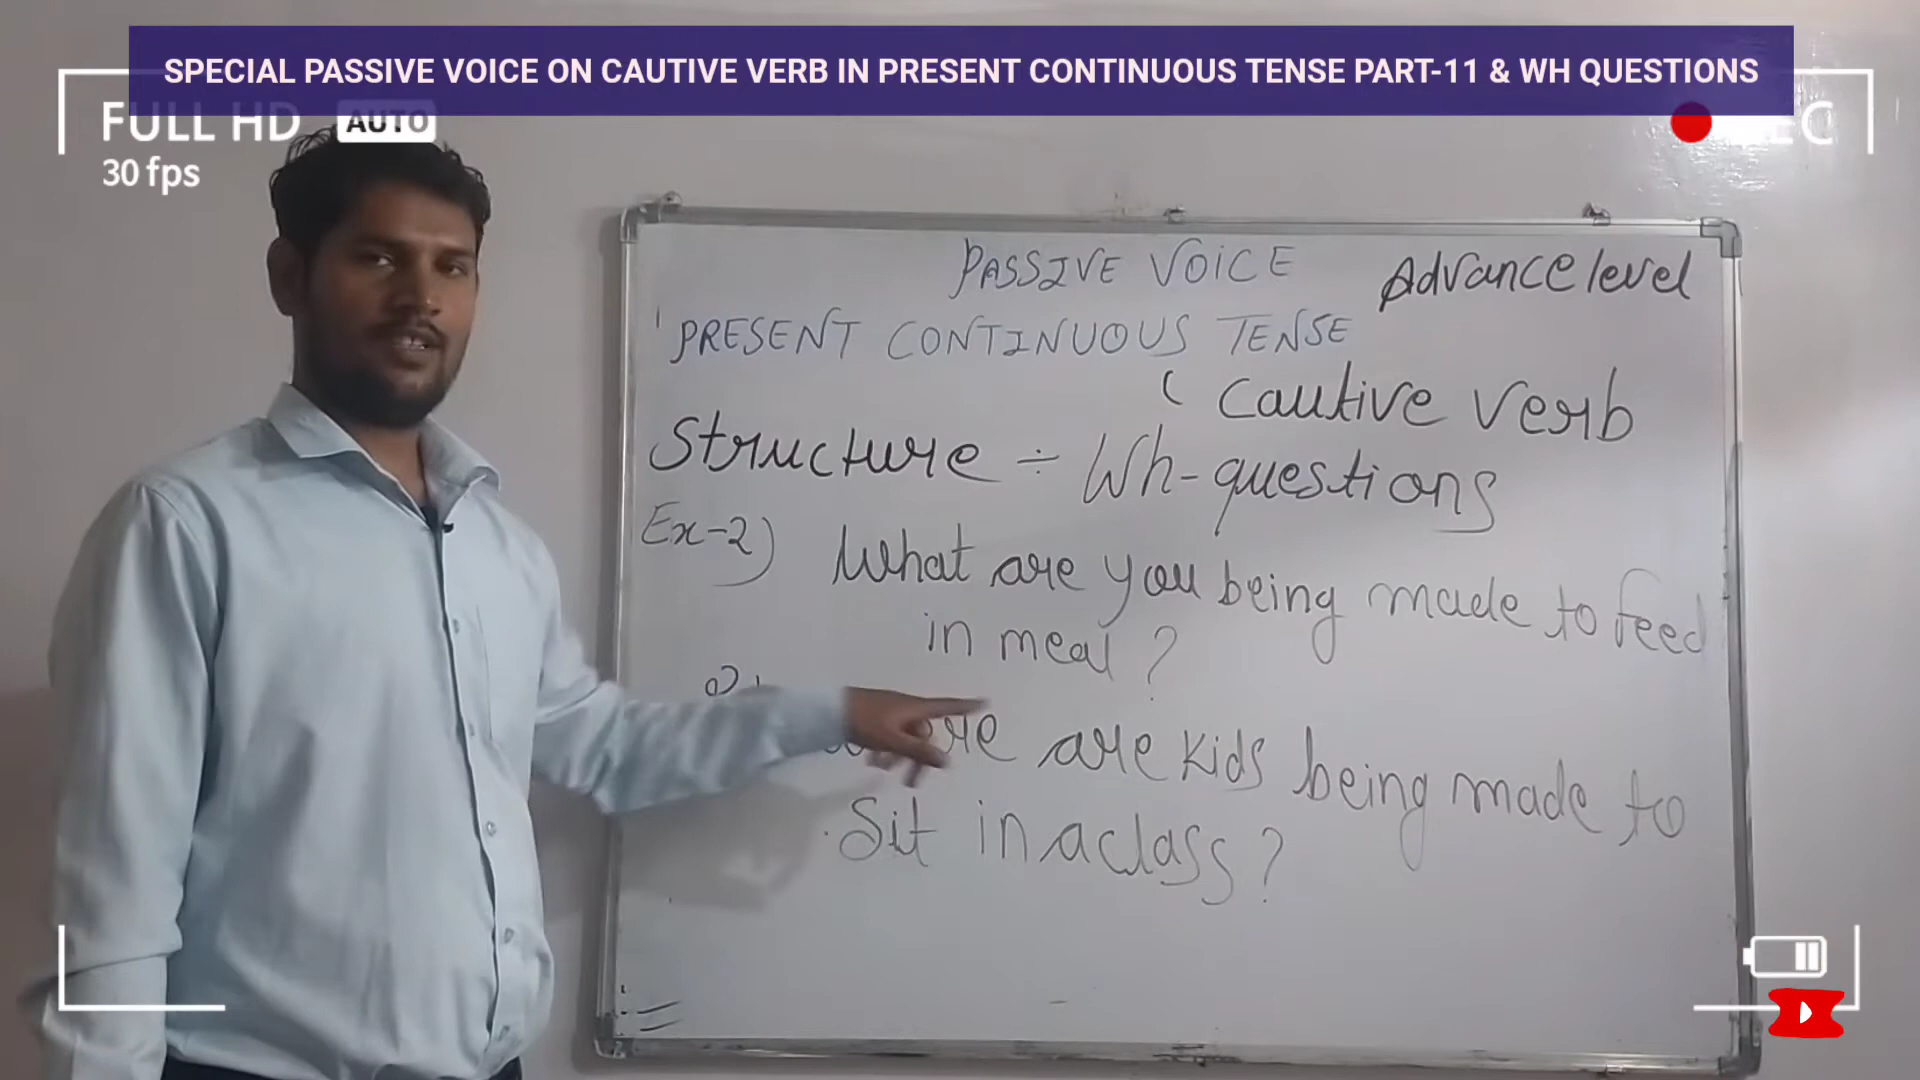 SPECIAL PASSIVE VOICE ON CAUTIVE VERB IN PRESENT CONTINUOUS TENSE PART-11 & WH QUESTIONS
FULL HD AUTO
30 fps
PASSIVE VOICE Advance level
PRESENT CONTINUOUS TENSE
( Cautive verb
Structure ÷ Wh-questions
Ex-2) What are you being made to feed
in meal ?
are kids being made to
Sit in a class ?